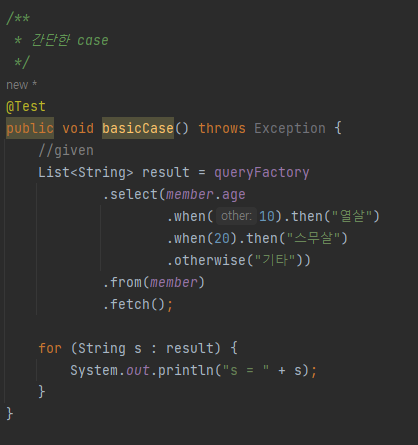 /**
 * 간단한 case
 */
new *
@Test
public void basicCase() throws Exception {
    //given
    List<String> result = queryFactory
            .select(member.age
                    .when( other: 10).then("열살")
                    .when(20).then("스무살")
                    .otherwise("기타"))
            .from(member)
            .fetch();
    for (String s : result) {
        System.out.println("s = " + s);
    }
}